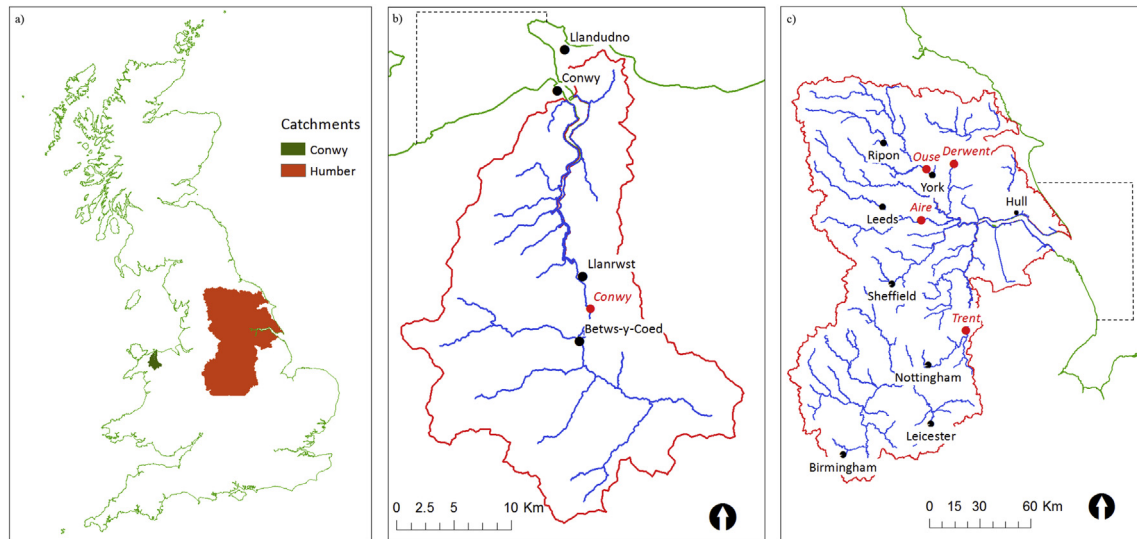 a)
Catchments
Conwy
Humber
b)
Llandudno
Conwy
Llanrwst
Conwy
Betws-y-Coed
0 2.5 5 10 Km
c)
Ripon
Ouse
Derwent
York
Leeds
Aire
Hull
Sheffield
Trent
Nottingham
Leicester
Birmingham
0 15 30 60 Km